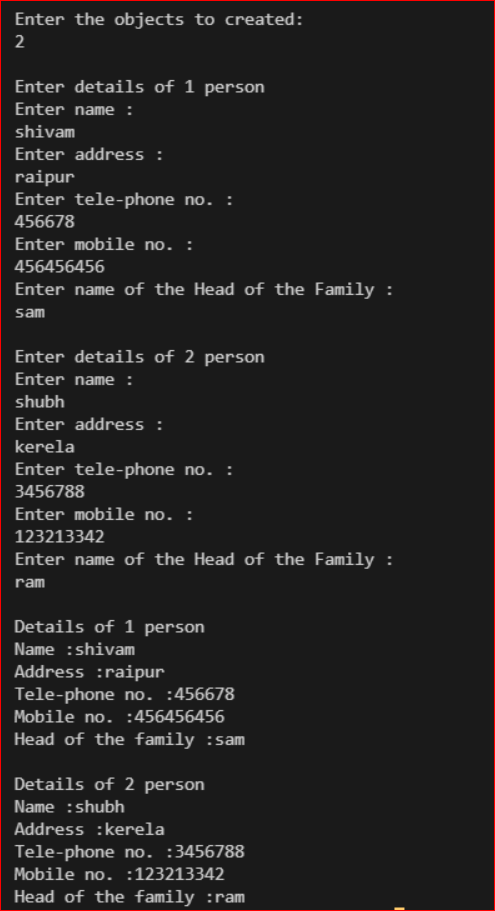 Enter the objects to created:
2
Enter details of 1 person
Enter name :
shivam
Enter address :
raipur
Enter tele-phone no. :
456678
Enter mobile no. :
456456456
Enter name of the Head of the Family :
sam
Enter details of 2 person
Enter name :
shubh
Enter address :
kerela
Enter tele-phone no. :
3456788
Enter mobile no. :
123213342
Enter name of the Head of the Family :
ram
Details of 1 person
Name :shivam
Address :raipur
Tele-phone no. :456678
Mobile no. :456456456
Head of the family :sam
Details of 2 person
Name :shubh
Address :kerela
Tele-phone no. :3456788
Mobile no. :123213342
Head of the family :ram